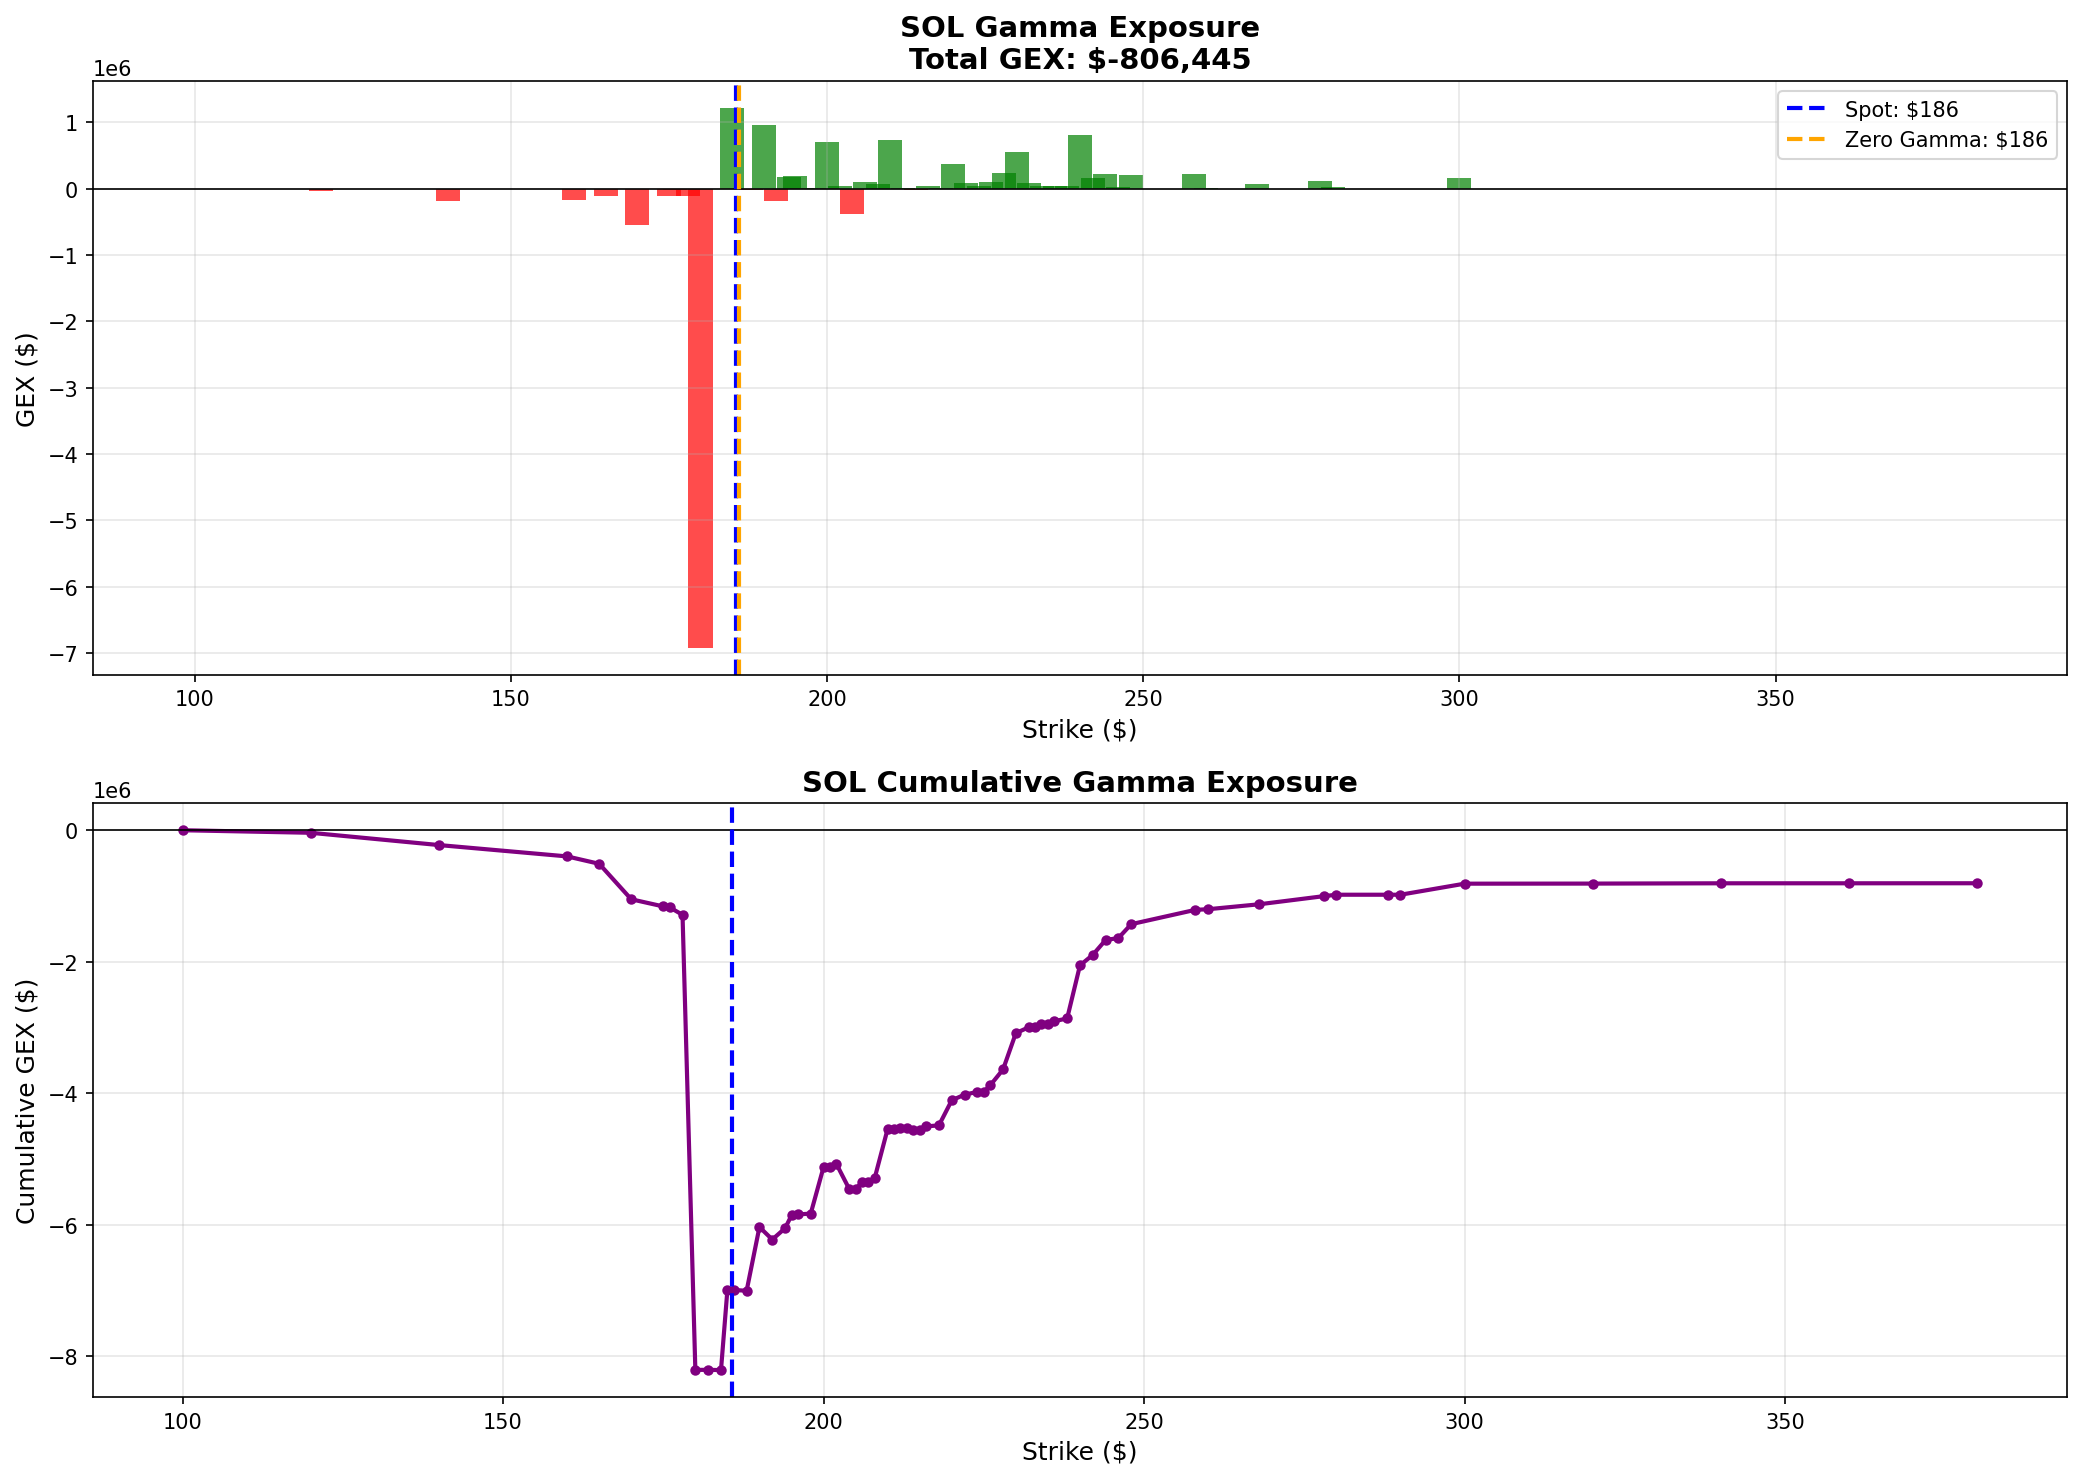 SOL Gamma Exposure
Total GEX: $-806,445
1e6
Spot: $186
Zero Gamma: $186
1
0
−1
−2
−3
−4
−5
−6
−7
GEX ($)
100 150 200 250 300 350
Strike ($)
SOL Cumulative Gamma Exposure
1e6
0
−2
−4
−6
−8
Cumulative GEX ($)
100 150 200 250 300 350
Strike ($)